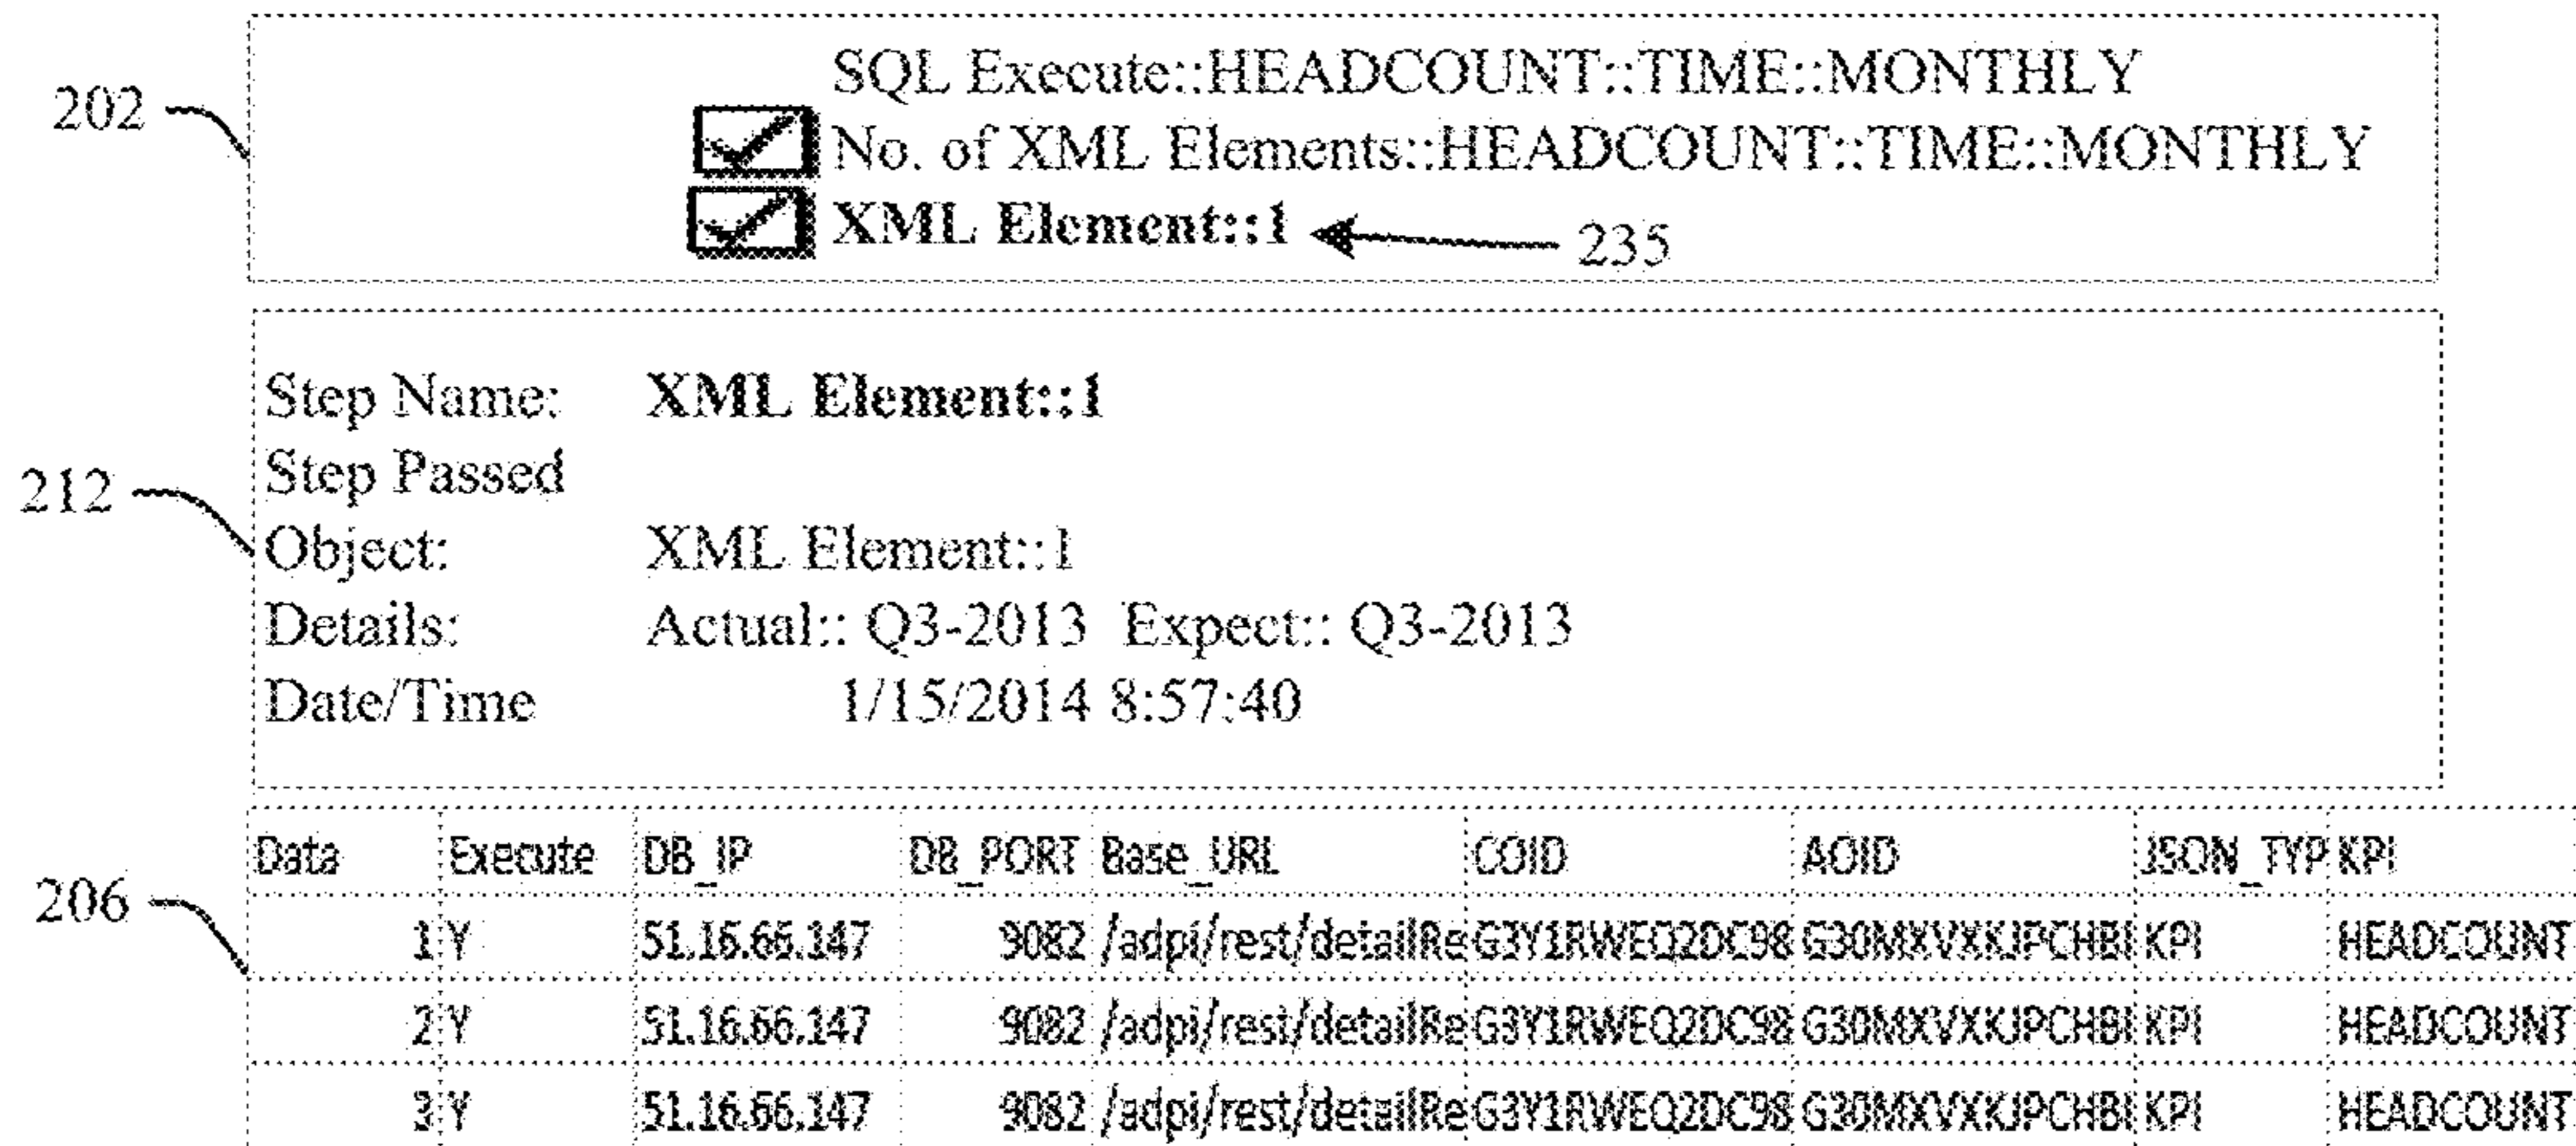 SQL Execute::HEADCOUNT::TIME::MONTHLY
202
No. of XML Elements::HEADCOUNT::TIME::MONTHLY
XML Element::1
235
Step Name: XML Element::1
Step Passed
212
Object: XML Element::1
Details: Actual:: Q3-2013 Expect:: Q3-2013
Date/Time 1/15/2014 8:57:40
Data Execute DB_IP DB_PORT Base_URL COID AOID JSON_TYP KPI
206
1 Y 51.16.66.147 9082 /adpi/rest/detailRe G3Y1RWEQ2DC98 G30MXVXKJPCHBI KPI HEADCOUNT
2 Y 51.16.66.147 9082 /adpi/rest/detailRe G3Y1RWEQ2DC98 G30MXVXKJPCHBI KPI HEADCOUNT
3 Y 51.16.66.147 9082 /adpi/rest/detailRe G3Y1RWEQ2DC98 G30MXVXKJPCHBI KPI HEADCOUNT